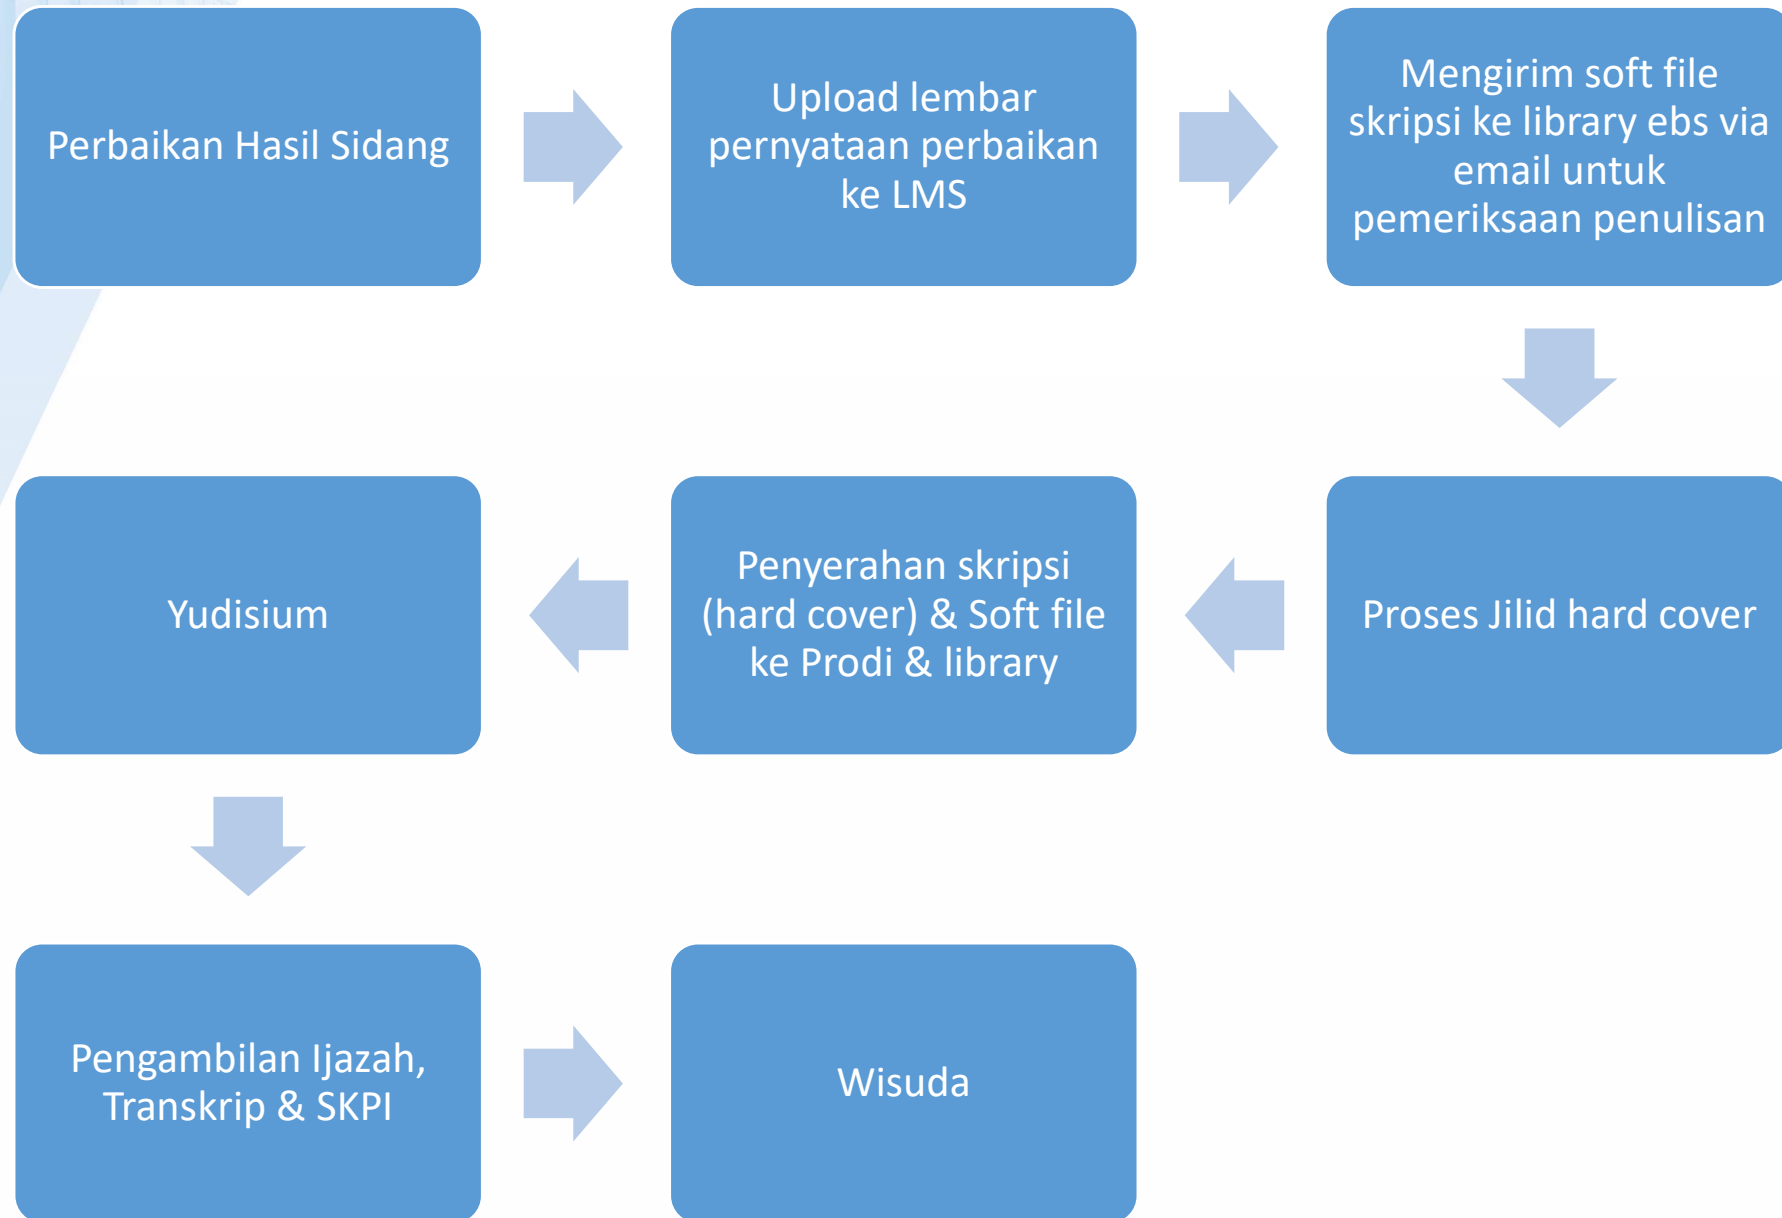 Perbaikan Hasil Sidang
Upload lembar
pernyataan perbaikan
ke LMS
Mengirim soft file
skripsi ke library ebs via
email untuk
pemeriksaan penulisan
Proses Jilid hard cover
Penyerahan skripsi
(hard cover) & Soft file
ke Prodi & library
Yudisium
Pengambilan Ijazah,
Transkrip & SKPI
Wisuda